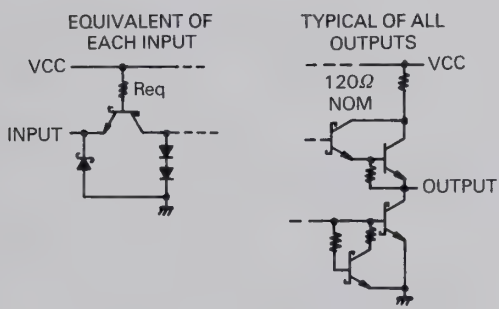 EQUIVALENT OF
EACH INPUT
VCC
Req
INPUT
TYPICAL OF ALL
OUTPUTS
VCC
120Ω
NOM
OUTPUT